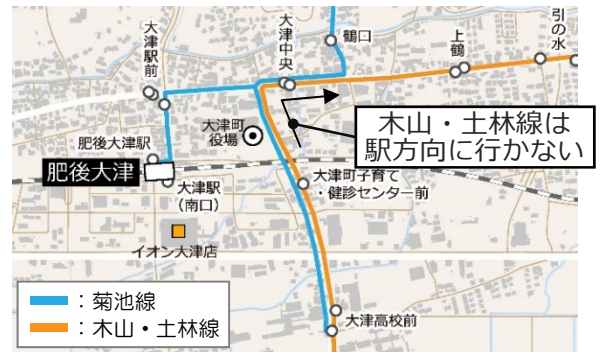 引の水
上鶴
鶴口
大津中央
大津駅前
大津町
役場
肥後大津駅
肥後大津
大津駅
(南口)
イオン大津店
木山・土林線は
駅方向に行かない
大津町子育て
・健診センター前
大津高校前
：菊池線
：木山・土林線